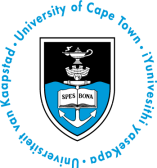 University of Cape Town • iYunivesithi yaseKapa • Universiteit van Kaapstad •
SPES BONA